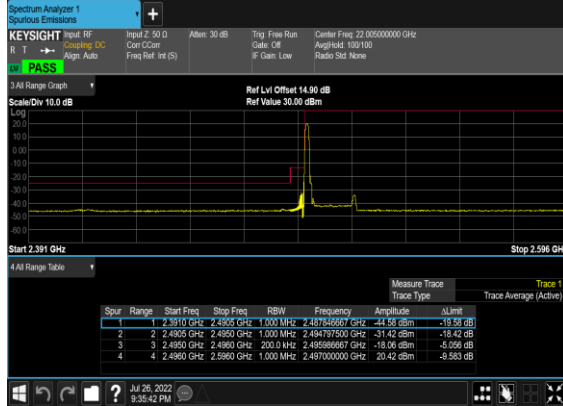 Spectrum Analyzer 1
Spurious Emissions
+
KEYSIGHT Input: RF Input Z: 50 Ω Atten: 30 dB Trig: Free Run Center Freq: 22.005000000 GHz
R T Coupling: DC Corr CCorr Gate: Off Avg|Hold: 100/100
Align: Auto Freq Ref: Int (S) IF Gain: Low Radio Std: None
PASS
3 All Range Graph
Ref Lvl Offset 14.90 dB
Scale/Div 10.0 dB Ref Value 30.00 dBm
Log
20.0
10.0
0.00
-10.0
-20.0
-30.0
-40.0
-50.0
-60.0
Start 2.391 GHz Stop 2.596 GH
4 All Range Table
Measure Trace Trace 1
Trace Type Trace Average (Active)
Spur Range Start Freq Stop Freq RBW Frequency Amplitude ΔLimit
1 1 2.3910 GHz 2.4905 GHz 1.000 MHz 2.487846667 GHz -44.58 dBm -19.58 dB
2 2 2.4905 GHz 2.4950 GHz 1.000 MHz 2.494797500 GHz -31.42 dBm -18.42 dB
3 3 2.4950 GHz 2.4960 GHz 200.0 kHz 2.495986667 GHz -18.06 dBm -5.056 dB
4 4 2.4960 GHz 2.5960 GHz 1.000 MHz 2.497000000 GHz 20.42 dBm -9.583 dB
?
Jul 26, 2022
9:35:42 PM